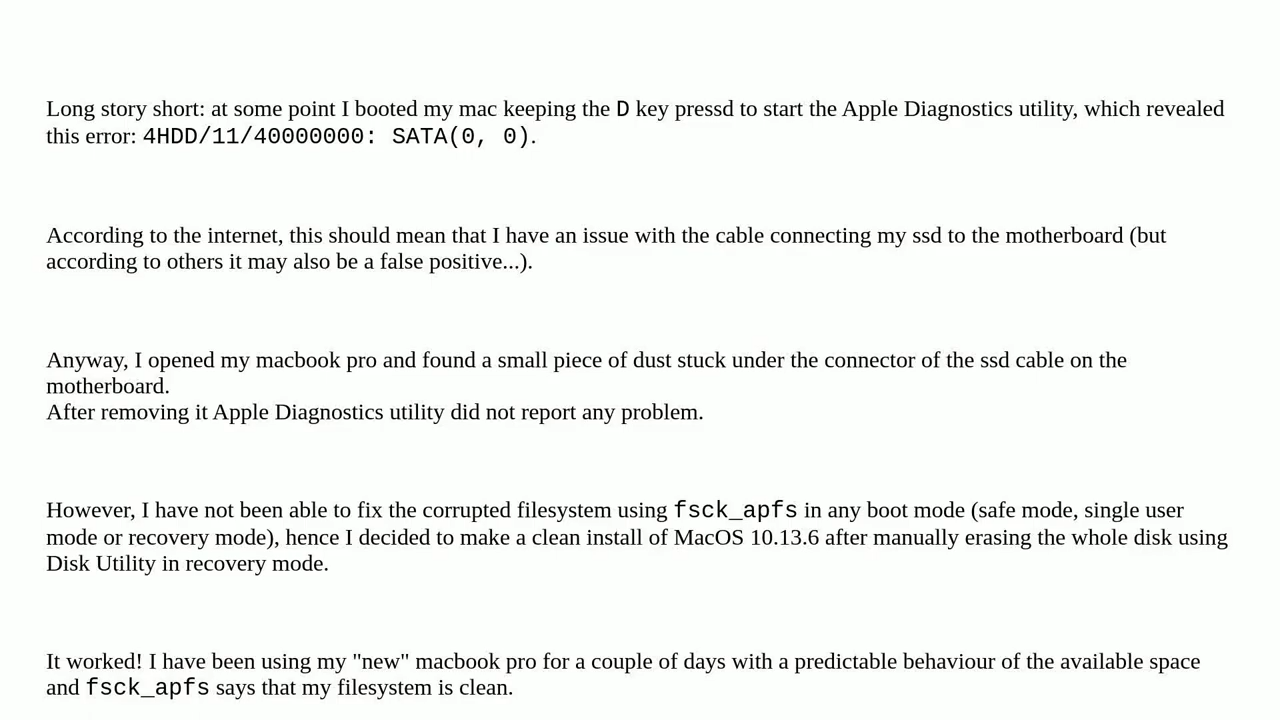 Long story short: at some point I booted my mac keeping the D key pressd to start the Apple Diagnostics utility, which revealed
this error: 4HDD/11/40000000: SATA(0, 0).
According to the internet, this should mean that I have an issue with the cable connecting my ssd to the motherboard (but
according to others it may also be a false positive...).
Anyway, I opened my macbook pro and found a small piece of dust stuck under the connector of the ssd cable on the
motherboard.
After removing it Apple Diagnostics utility did not report any problem.
However, I have not been able to fix the corrupted filesystem using fsck_apfs in any boot mode (safe mode, single user
mode or recovery mode), hence I decided to make a clean install of MacOS 10.13.6 after manually erasing the whole disk using
Disk Utility in recovery mode.
It worked! I have been using my "new" macbook pro for a couple of days with a predictable behaviour of the available space
and fsck_apfs says that my filesystem is clean.